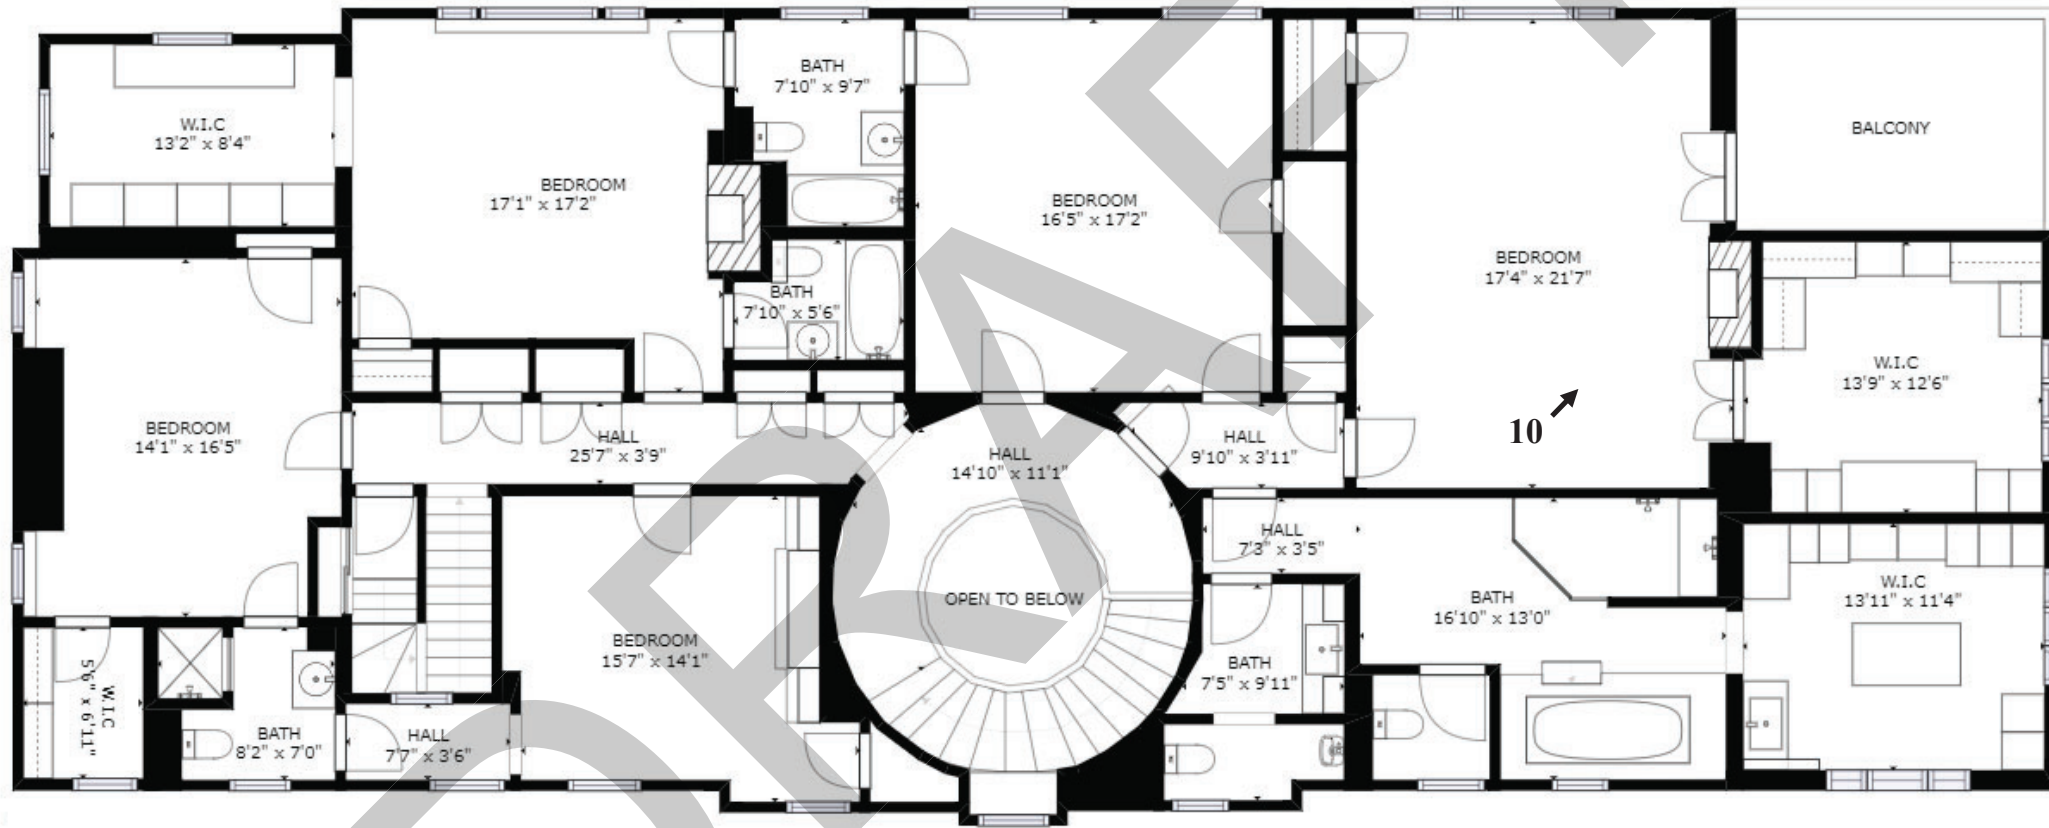 BATH
7'10" x 9'7"
W.I.C
13'2" x 8'4"
BALCONY
BEDROOM
17'1" x 17'2"
BEDROOM
16'5" x 17'2"
BEDROOM
17'4" x 21'7"
BATH
7'10" x 5'6"
W.I.C
13'9" x 12'6"
BEDROOM
14'1" x 16'5"
HALL
25'7" x 3'9"
HALL
14'10" x 11'1"
HALL
9'10" x 3'11"
10
HALL
7'3" x 3'5"
OPEN TO BELOW
BATH
16'10" x 13'0"
W.I.C
13'11" x 11'4"
BEDROOM
15'7" x 14'1"
BATH
7'5" x 9'11"
W.I.C
5'6" x 6'11"
BATH
8'2" x 7'0"
HALL
7'7" x 3'6"
DRAFT